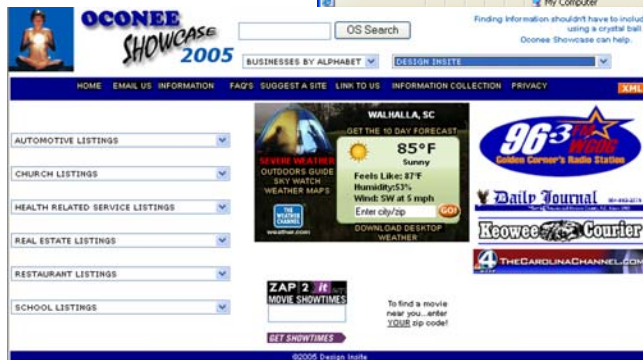 My Computer
OCONEE
SHOWCASE
2005
OS Search
Finding Information shouldn't have to includ
using a crystal ball
Oconee Showcase can help.
BUSINESSES BY ALPHABET
DESIGN INSITE
HOME EMAIL US INFORMATION FAQ'S SUGGEST A SITE LINK TO US INFORMATION COLLECTION PRIVACY
XML
AUTOMOTIVE LISTINGS
CHURCH LISTINGS
HEALTH RELATED SERVICE LISTINGS
REAL ESTATE LISTINGS
RESTAURANT LISTINGS
SCHOOL LISTINGS
WALHALLA, SC
GET THE 10 DAY FORECAST
85°F
Sunny
SEVERE WEATHER
OUTDOORS GUIDE
SKY WATCH
WEATHER MAPS
Feels Like: 87°F
Humidity:53%
Wind: SW at 5 mph
Enter city/zip
GO!
THE
WEATHER
CHANNEL
weather.com
DOWNLOAD DESKTOP
WEATHER
ZAP 2 it
MOVIE SHOWTIMES
GET SHOWTIMES
To find a movie
near you...enter
YOUR zip code!
96.3 FM
WGOG
Golden Corner's Radio Station
Daily Journal
Keowee Courier
4 THECAROLINACHANNEL.COM
©2005 Design Insite